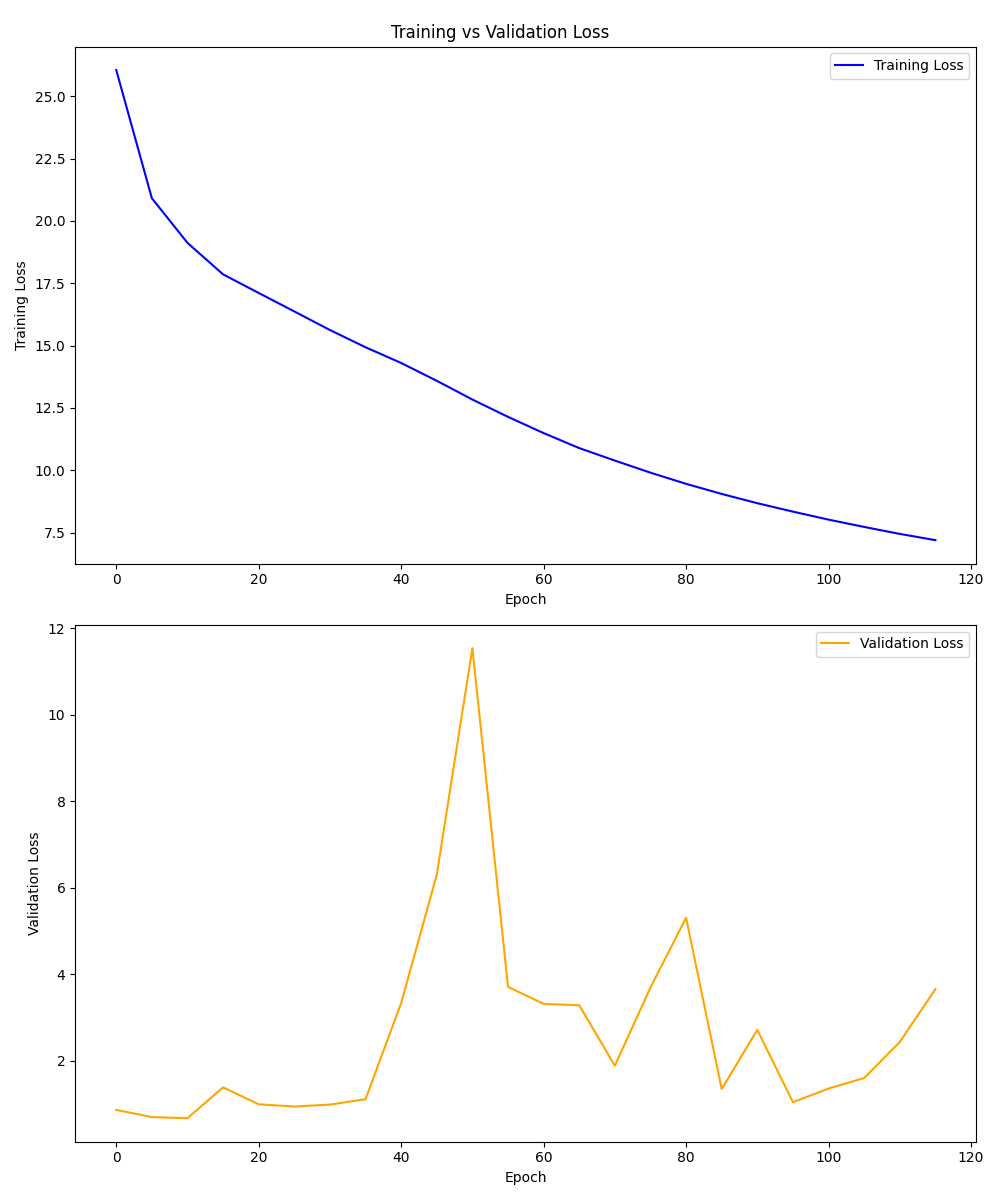 Training vs Validation Loss
Training Loss
25.0
22.5
20.0
17.5
15.0
12.5
10.0
7.5
Training Loss
0 20 40 60 80 100 120
Epoch
Validation Loss
12
10
8
6
4
2
Validation Loss
0 20 40 60 80 100 120
Epoch